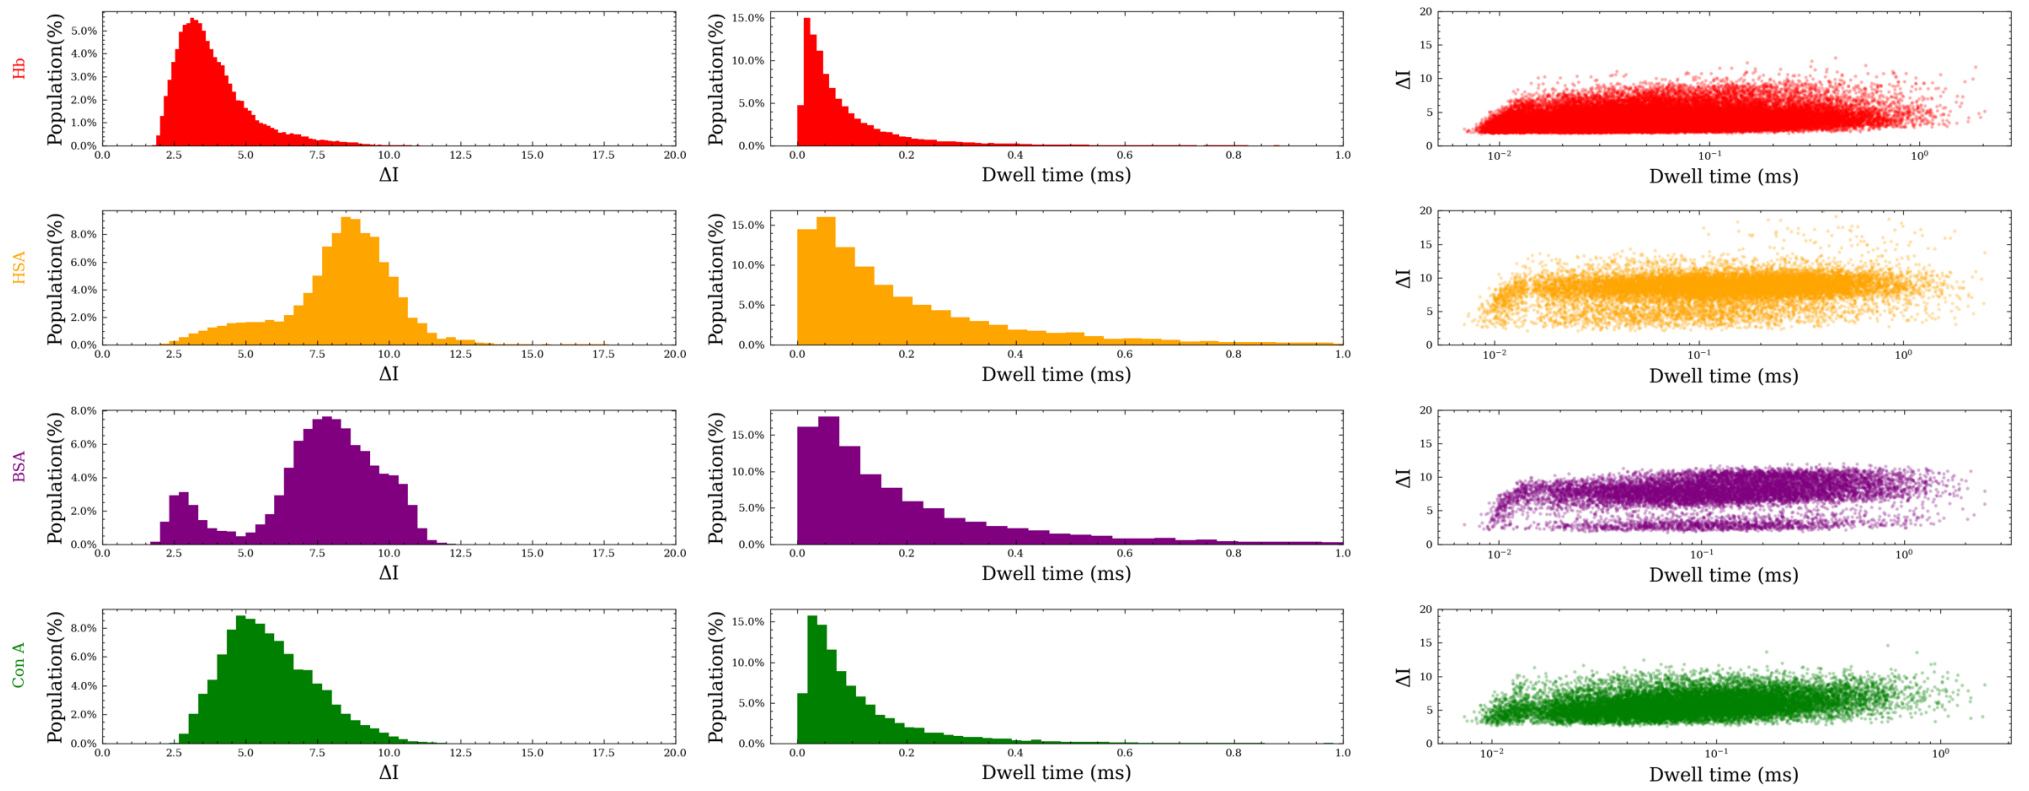 Hb
Population(%)
5.0%
4.0%
3.0%
2.0%
1.0%
0.0%
0.0 2.5 5.0 7.5 10.0 12.5 15.0 17.5 20.0
ΔI
Population(%)
15.0%
10.0%
5.0%
0.0%
0.0 0.2 0.4 0.6 0.8 1.0
Dwell time (ms)
ΔI
20
15
10
5
0
10⁻² 10⁻¹ 10⁰
Dwell time (ms)
HSA
Population(%)
8.0%
6.0%
4.0%
2.0%
0.0%
0.0 2.5 5.0 7.5 10.0 12.5 15.0 17.5 20.0
ΔI
Population(%)
15.0%
10.0%
5.0%
0.0%
0.0 0.2 0.4 0.6 0.8 1.0
Dwell time (ms)
ΔI
20
15
10
5
0
10⁻² 10⁻¹ 10⁰
Dwell time (ms)
BSA
Population(%)
8.0%
6.0%
4.0%
2.0%
0.0%
0.0 2.5 5.0 7.5 10.0 12.5 15.0 17.5 20.0
ΔI
Population(%)
15.0%
10.0%
5.0%
0.0%
0.0 0.2 0.4 0.6 0.8 1.0
Dwell time (ms)
ΔI
20
15
10
5
0
10⁻² 10⁻¹ 10⁰
Dwell time (ms)
Con A
Population(%)
8.0%
6.0%
4.0%
2.0%
0.0%
0.0 2.5 5.0 7.5 10.0 12.5 15.0 17.5 20.0
ΔI
Population(%)
15.0%
10.0%
5.0%
0.0%
0.0 0.2 0.4 0.6 0.8 1.0
Dwell time (ms)
ΔI
20
15
10
5
0
10⁻² 10⁻¹ 10⁰
Dwell time (ms)